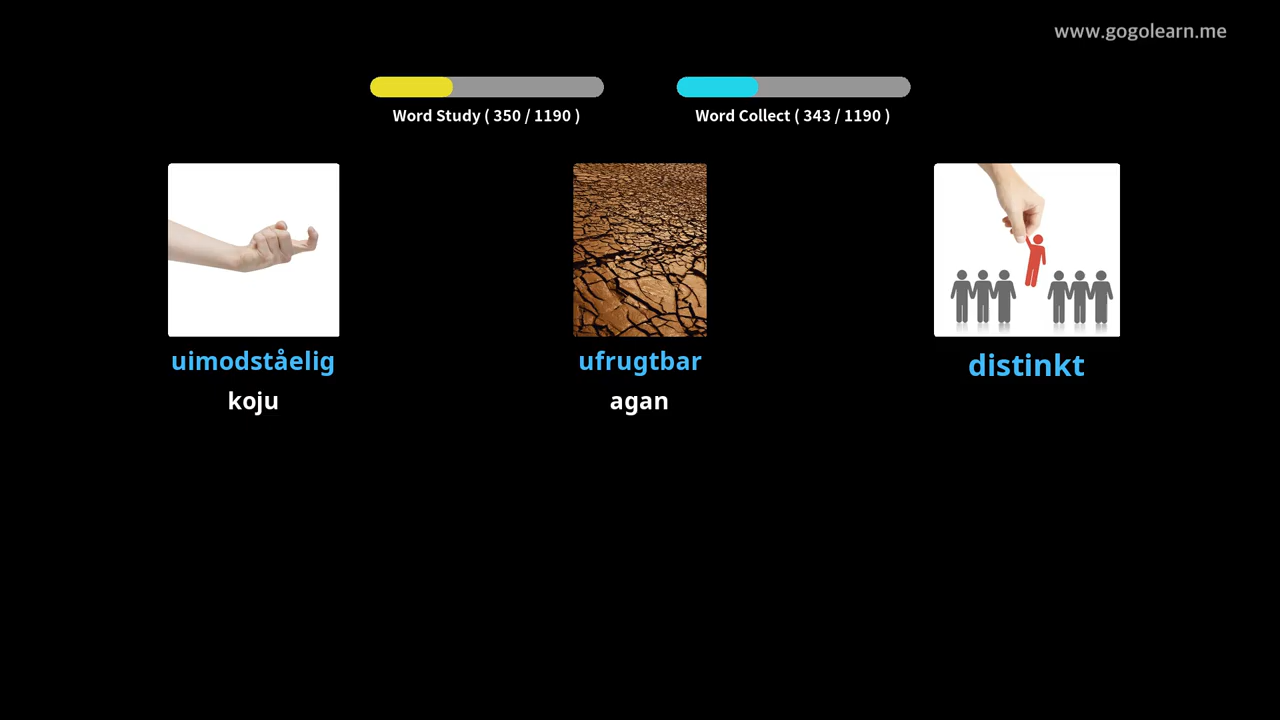 www.gogolearn.me
Word Study ( 350 / 1190 )
Word Collect ( 343 / 1190 )
uimodståelig
ufrugtbar
distinkt
koju
agan